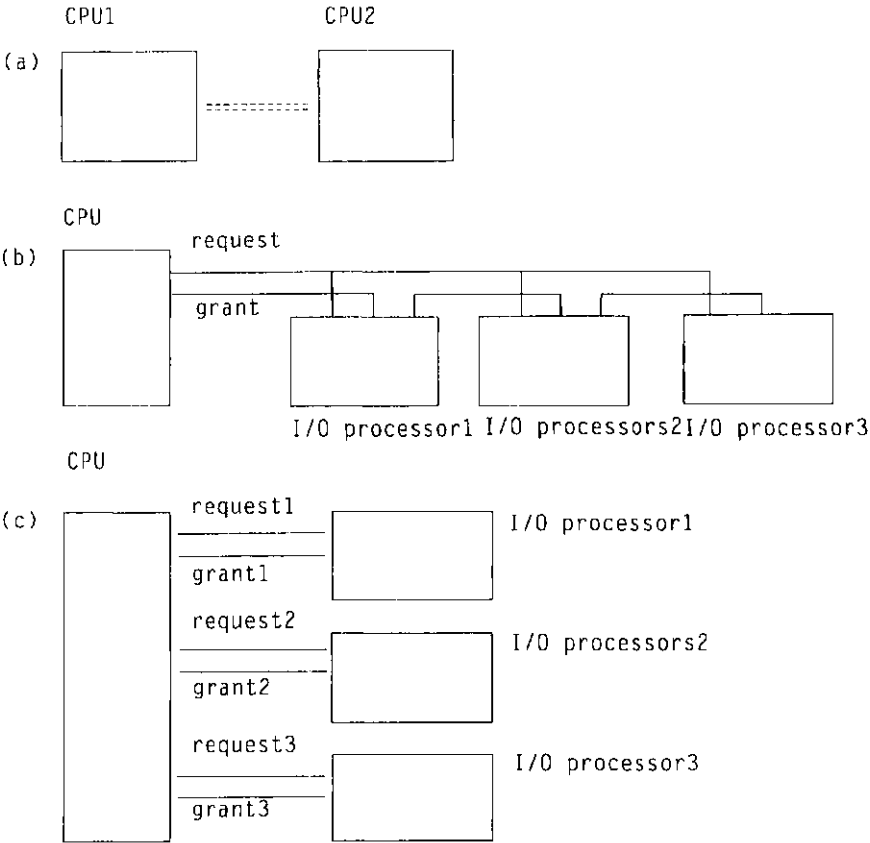 CPU1 CPU2
(a)
CPU
request
(b)
grant
I/O processor1 I/O processors2 I/O processor3
CPU
request1
(c) I/O processor1
grant1
request2
I/O processors2
grant2
request3
I/O processor3
grant3